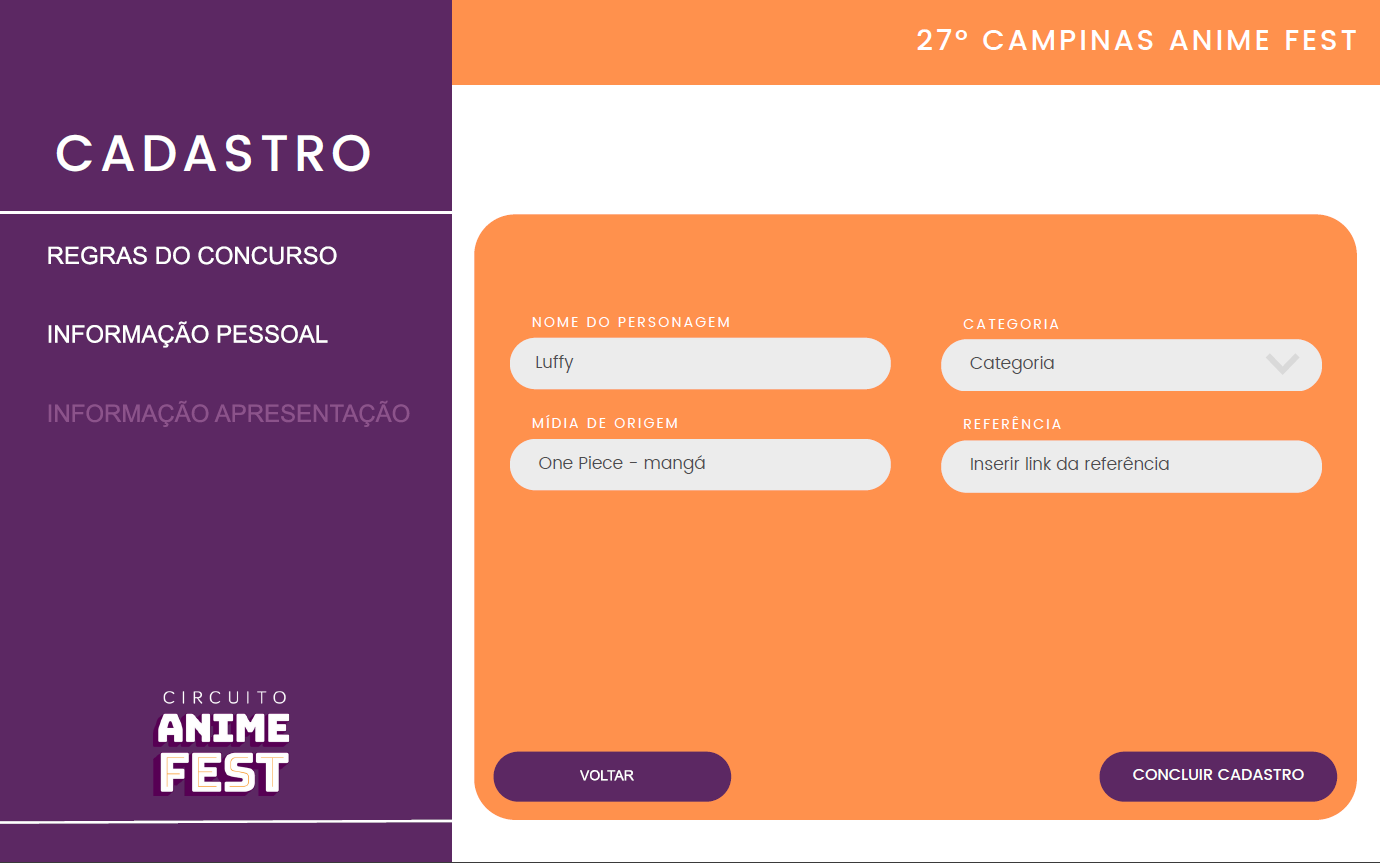 27° CAMPINAS ANIME FEST
CADASTRO
REGRAS DO CONCURSO
INFORMAÇÃO PESSOAL
INFORMAÇÃO APRESENTAÇÃO
CIRCUITO
ANIME
FEST
NOME DO PERSONAGEM
Luffy
CATEGORIA
Categoria
MÍDIA DE ORIGEM
One Piece - mangá
REFERÊNCIA
Inserir link da referência
VOLTAR
CONCLUIR CADASTRO